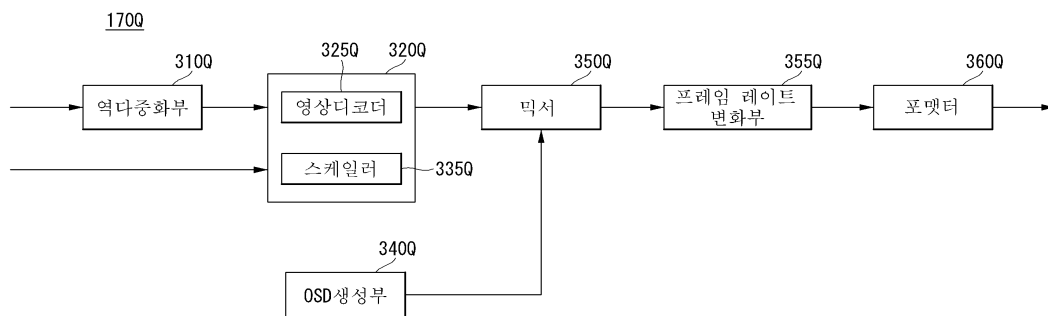 170Q
310Q
역다중화부
320Q
325Q
영상디코더
스케일러
335Q
340Q
OSD생성부
350Q
믹서
355Q
프레임 레이트
변화부
360Q
포맷터